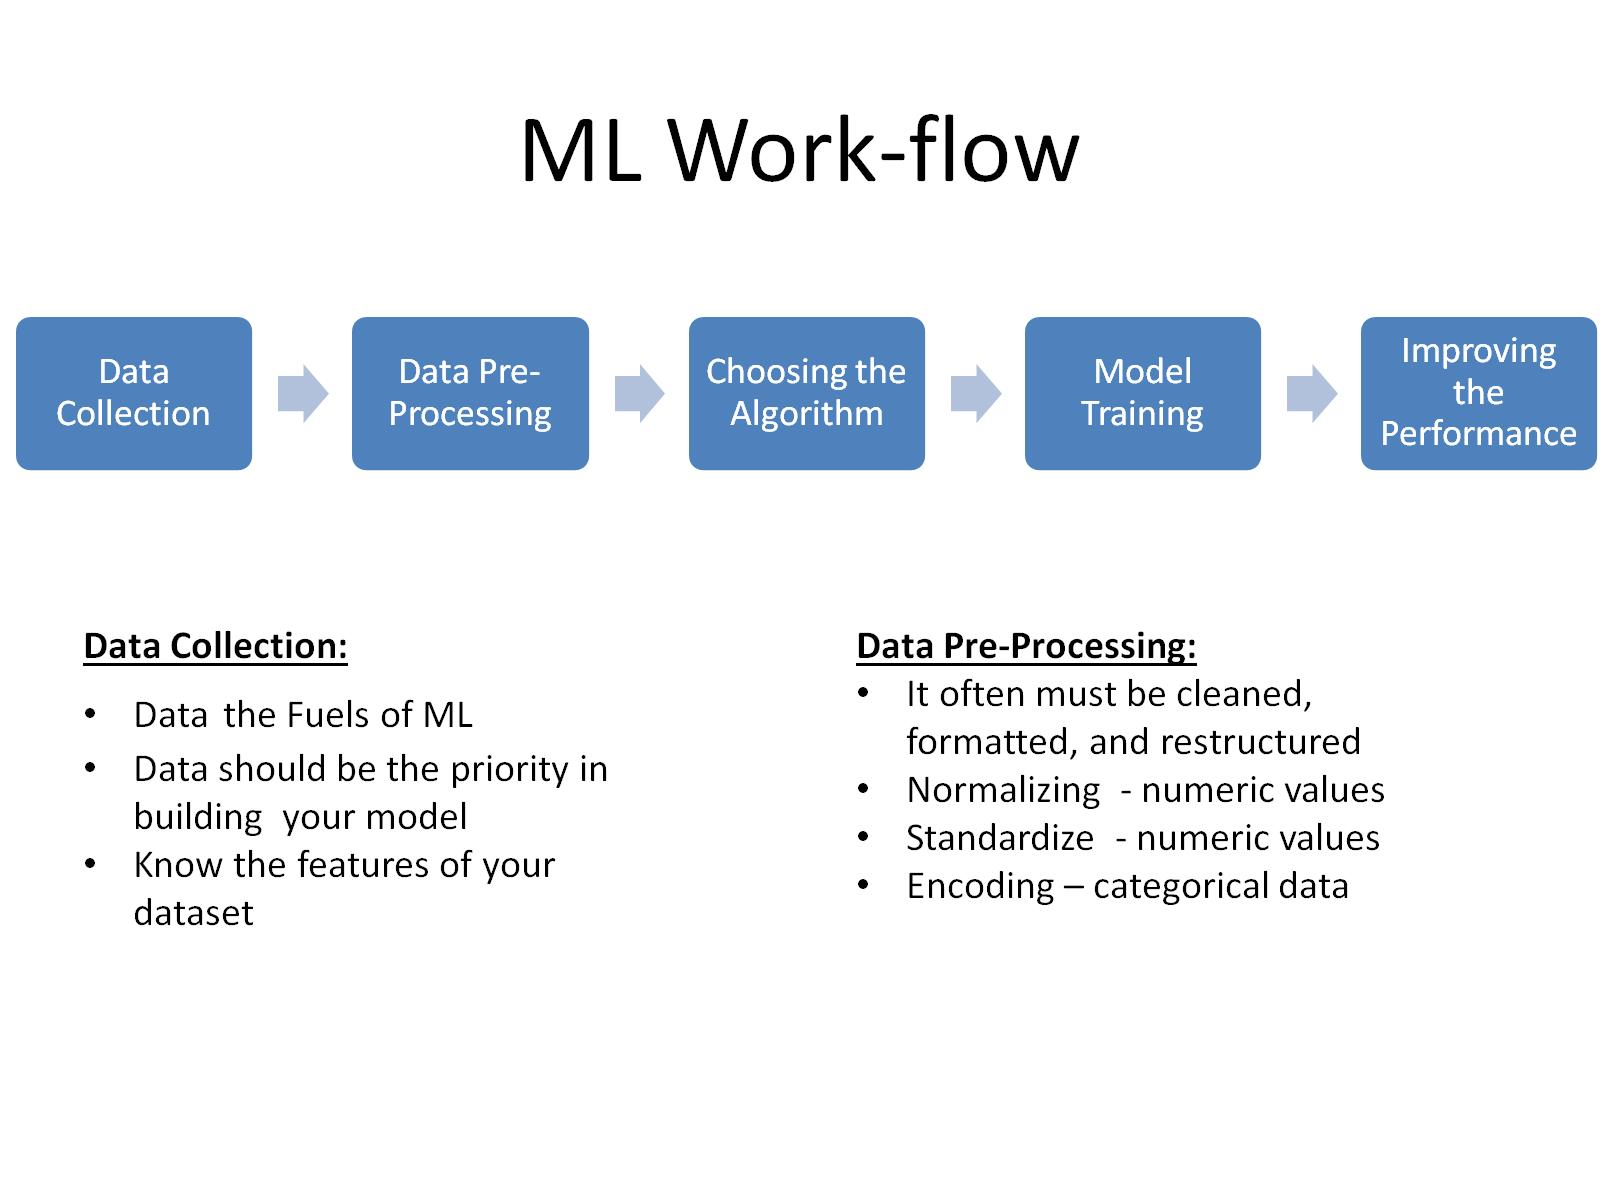 ML Work-flow
Data
Collection
Data Pre-
Processing
Choosing the
Algorithm
Model
Training
Improving
the
Performance
Data Collection:
• Data the Fuels of ML
• Data should be the priority in
building your model
• Know the features of your
dataset
Data Pre-Processing:
• It often must be cleaned,
formatted, and restructured
• Normalizing - numeric values
• Standardize - numeric values
• Encoding – categorical data